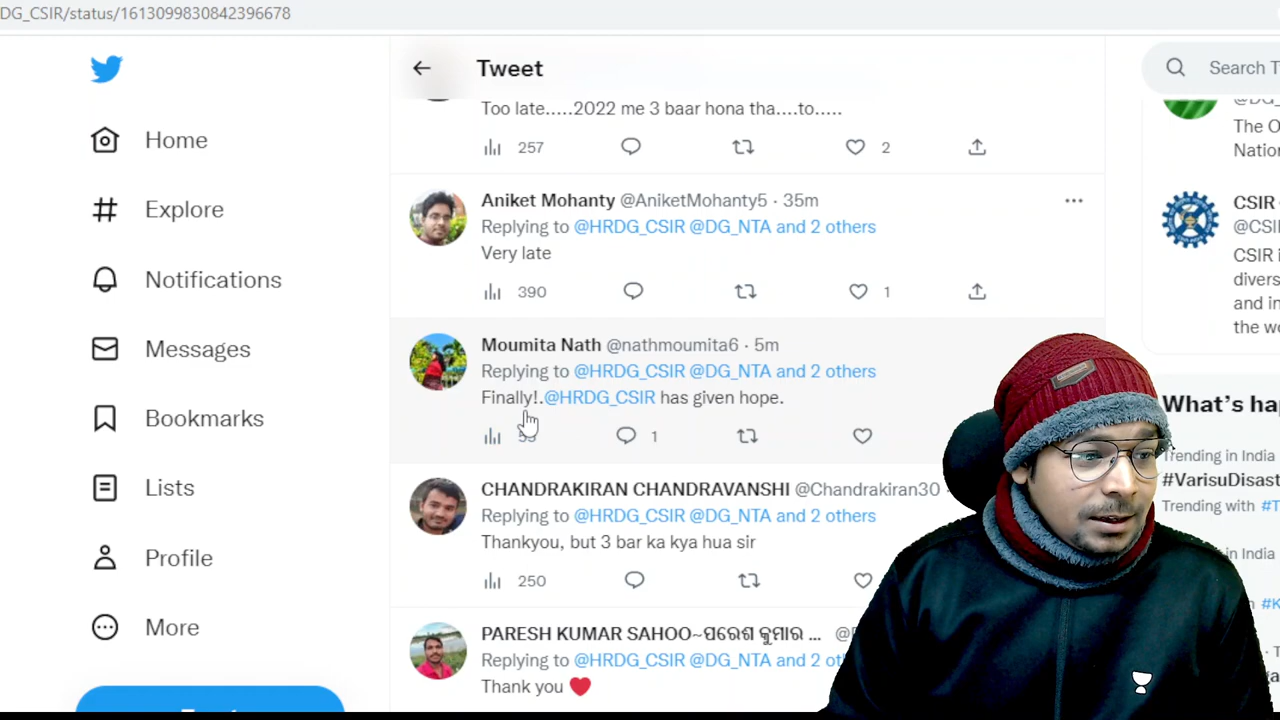 DG_CSIR/status/1613099830842396678
Tweet
Search T
Home
Explore
Notifications
Messages
Bookmarks
Lists
Profile
More
Too late.....2022 me 3 baar hona tha....to.....
257
2
Aniket Mohanty @AniketMohanty5 · 35m
Replying to @HRDG_CSIR @DG_NTA and 2 others
Very late
390
1
Moumita Nath @nathmoumita6 · 5m
Replying to @HRDG_CSIR @DG_NTA and 2 others
Finally!.@HRDG_CSIR has given hope.
1
CHANDRAKIRAN CHANDRAVANSHI @Chandrakiran30 ·
Replying to @HRDG_CSIR @DG_NTA and 2 others
Thankyou, but 3 bar ka kya hua sir
250
PARESH KUMAR SAHOO~ପରେଶ କୁମାର ...
Replying to @HRDG_CSIR @DG_NTA and 2 ot
Thank you ❤️
The O
Nation
CSIR
@CSI
CSIR i
divers
and in
the wo
What's ha
Trending in India
#VarisuDisast
Trending with #T
in India
#K